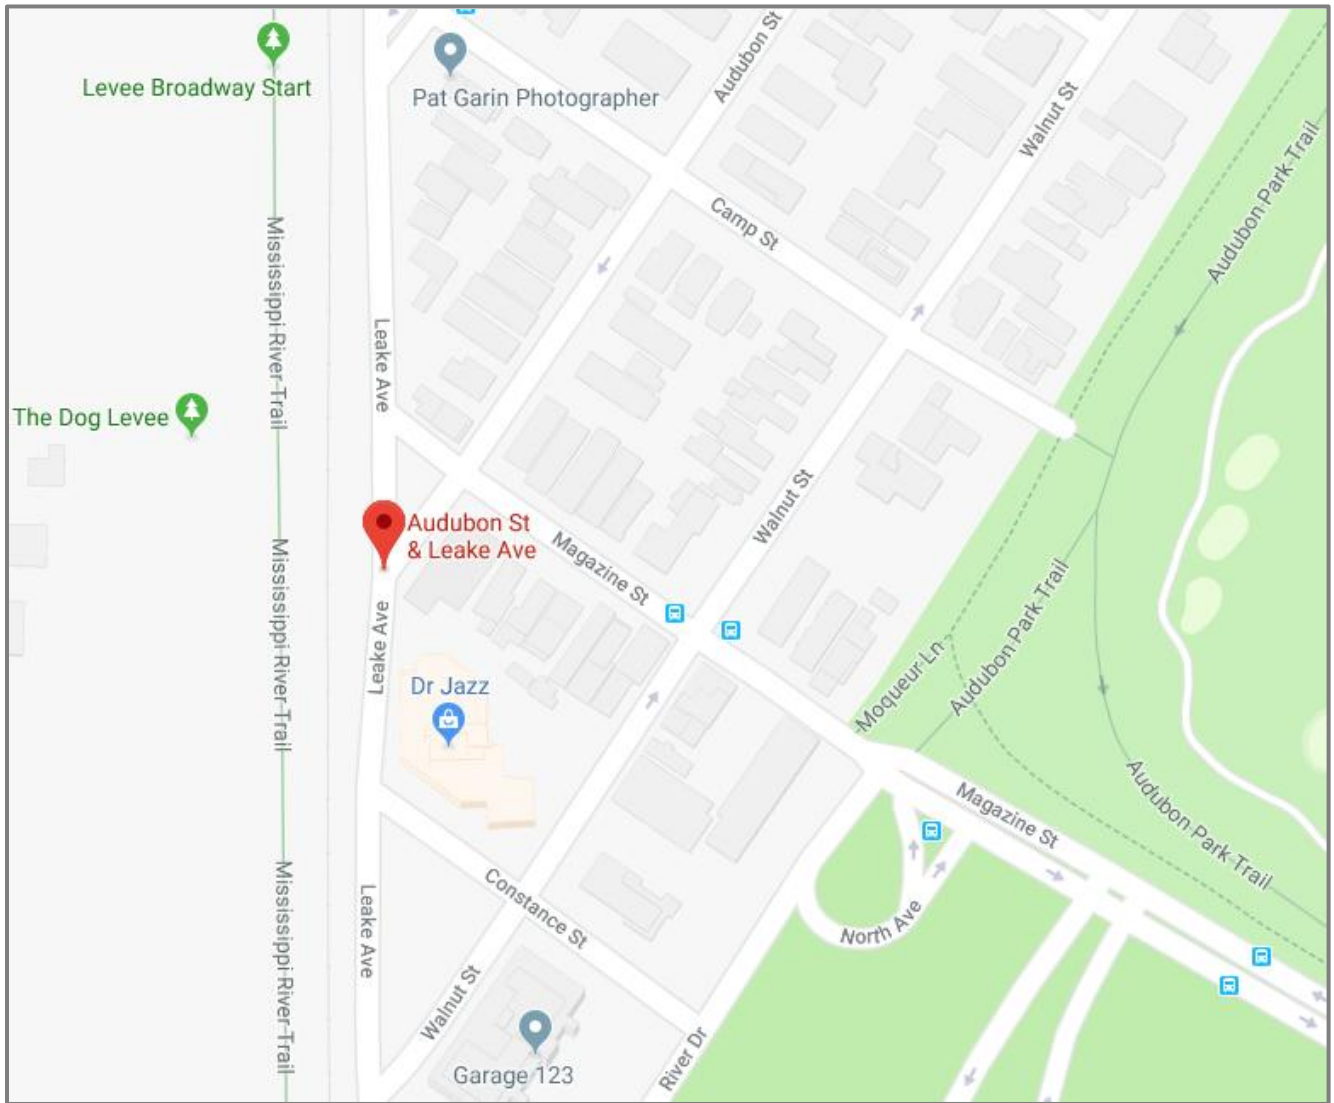 Levee Broadway Start
Pat Garin Photographer
Audubon St
Walnut St
Audubon Park Trail
Camp St
Mississippi River Trail
Leake Ave
The Dog Levee
Audubon St
& Leake Ave
Walnut St
Magazine St
Mississippi River Trail
Leake Ave
Audubon Park Trail
Moqueur Ln
Dr Jazz
Magazine St
Audubon Park Trail
Mississippi River Trail
Leake Ave
Constance St
North Ave
Walnut St
River Dr
Garage 123